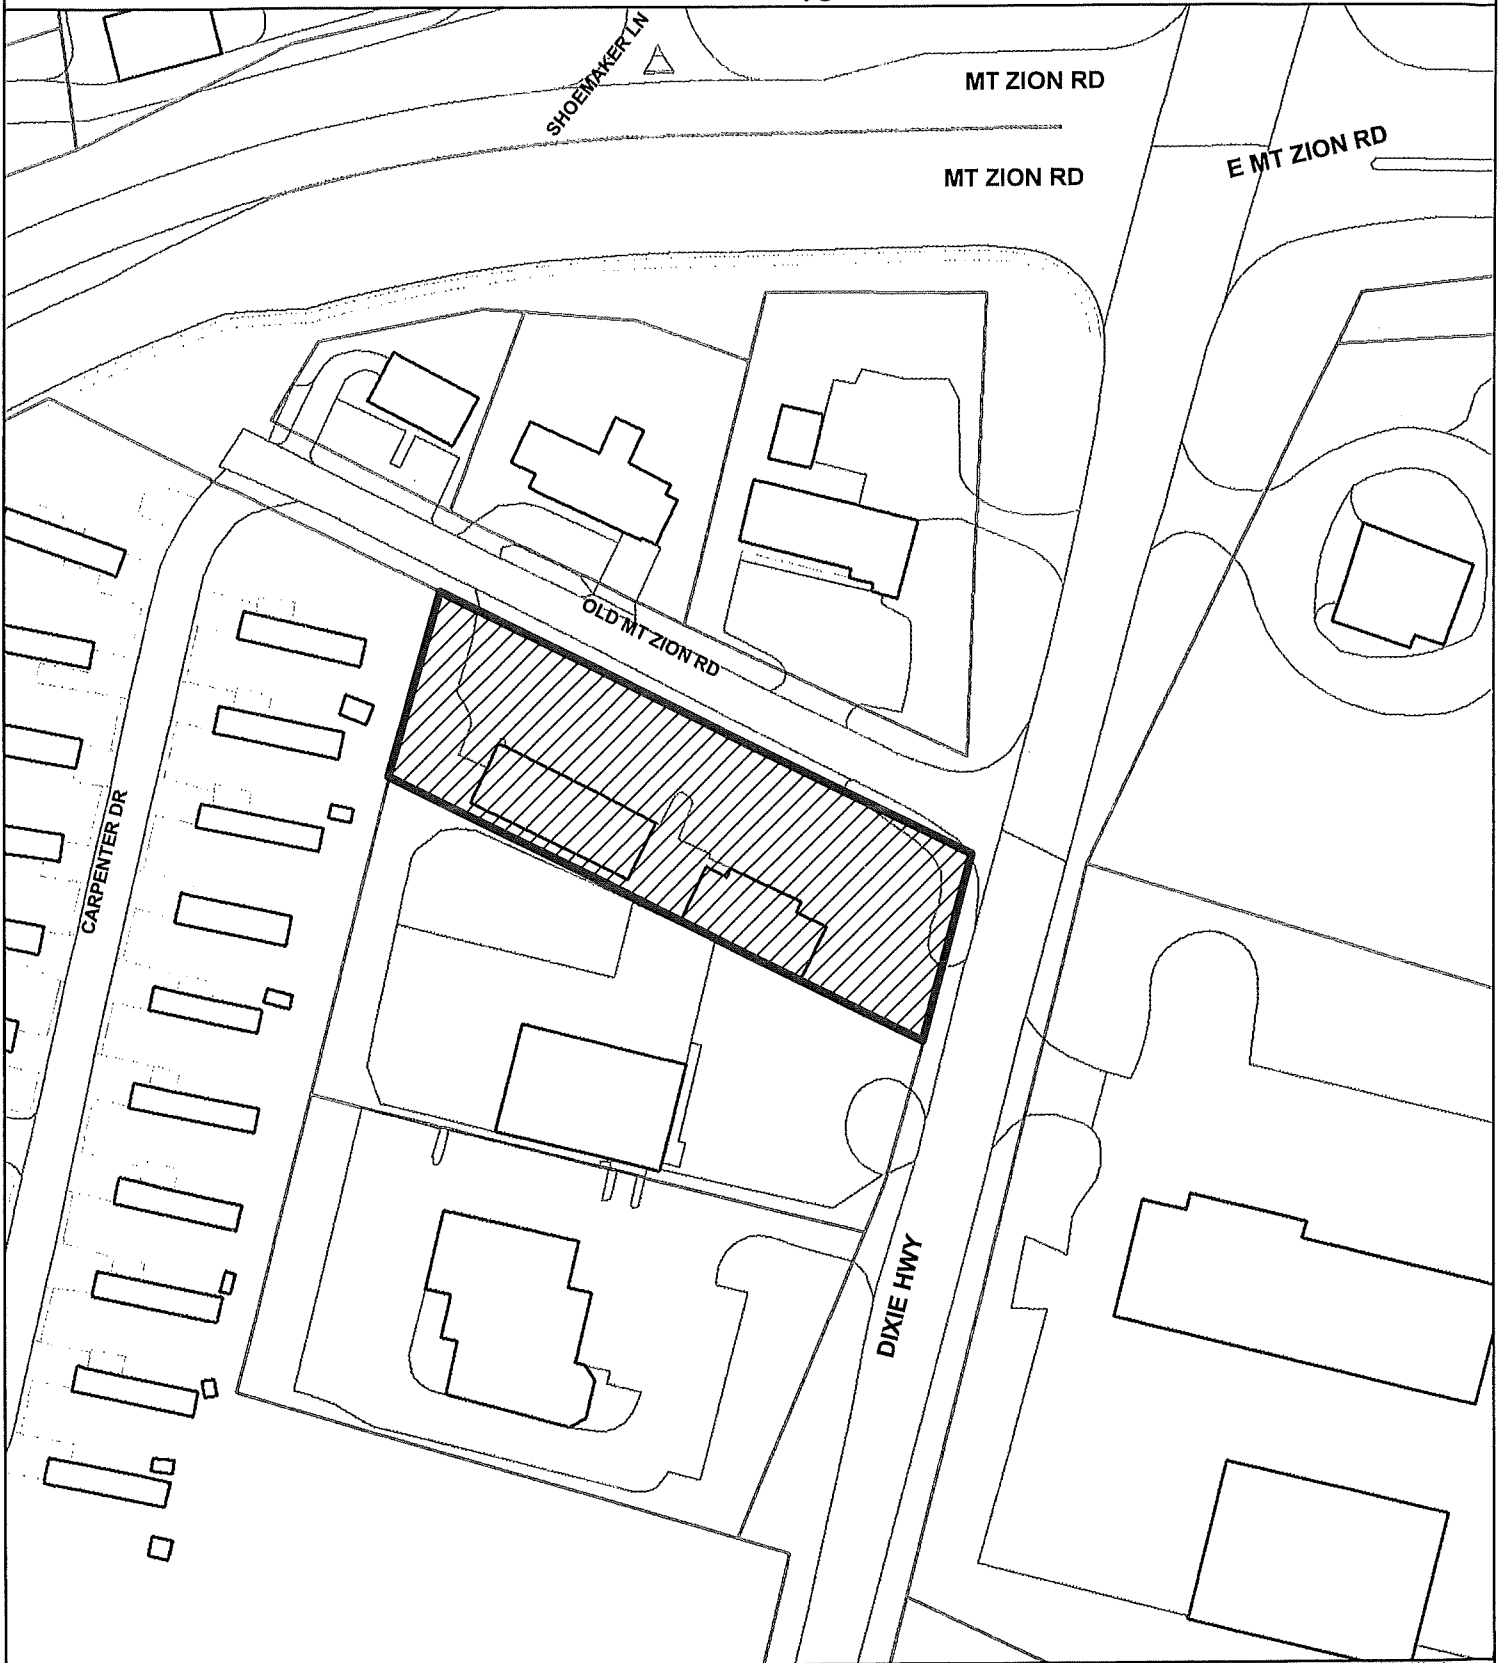 SHOEMAKER LN
MT ZION RD
E MT ZION RD
MT ZION RD
OLD MT ZION RD
CARPENTER DR
DIXIE HWY